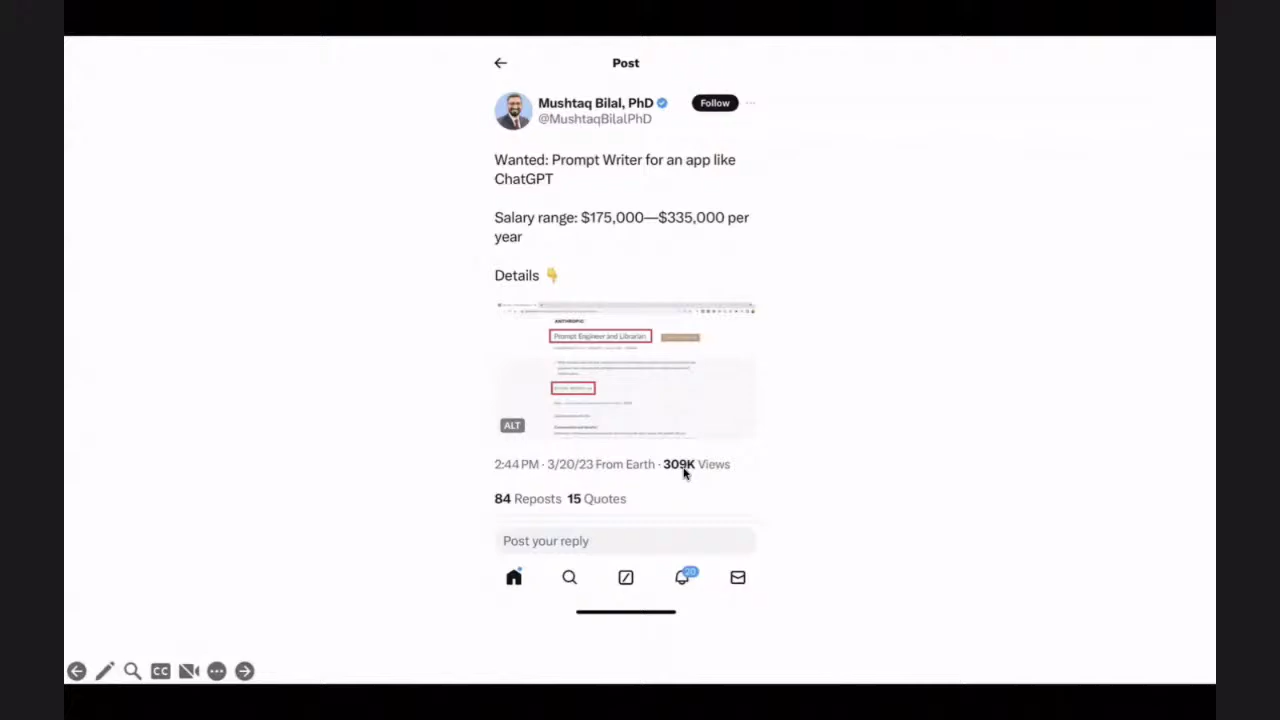 Post
Mushtaq Bilal, PhD
Follow
@MushtaqBilalPhD
Wanted: Prompt Writer for an app like
ChatGPT
Salary range: $175,000—$335,000 per
year
Details 👇
ANTHROPIC
Prompt Engineer and Librarian
ALT
2:44 PM · 3/20/23 From Earth · 309K Views
84 Reposts 15 Quotes
Post your reply
20
CC